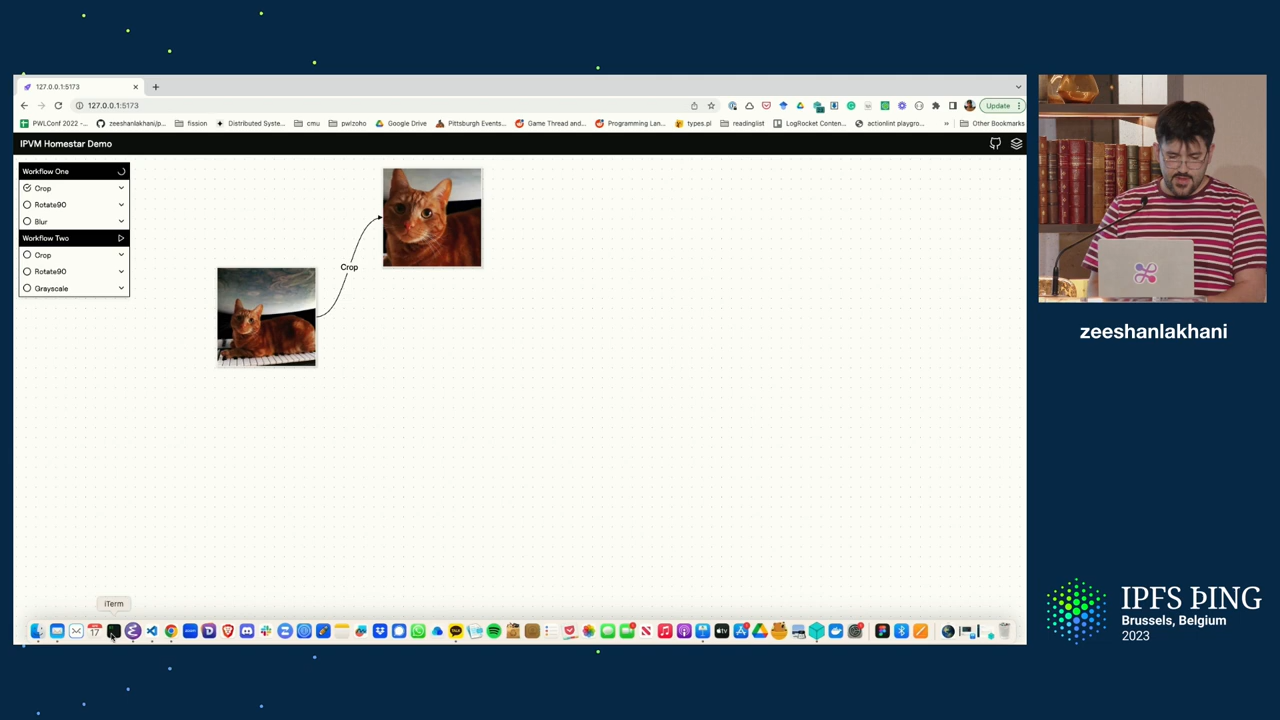 127.0.0.1:5173
127.0.0.1:5173
Update
PWLConf 2022 -...
zeeshanlakhani/p...
fission
Distributed Syste...
cmu
pwlzoho
Google Drive
Pittsburgh Events...
Game Thread and...
Programming Lan...
types.pl
readinglist
LogRocket Conten...
actionlint playgro...
»
Other Bookmarks
IPVM Homestar Demo
Workflow One
Crop
Rotate90
Blur
Workflow Two
Crop
Rotate90
Grayscale
Crop
iTerm
17
zeeshanlakhani
IPFS ÞING
Brussels, Belgium
2023